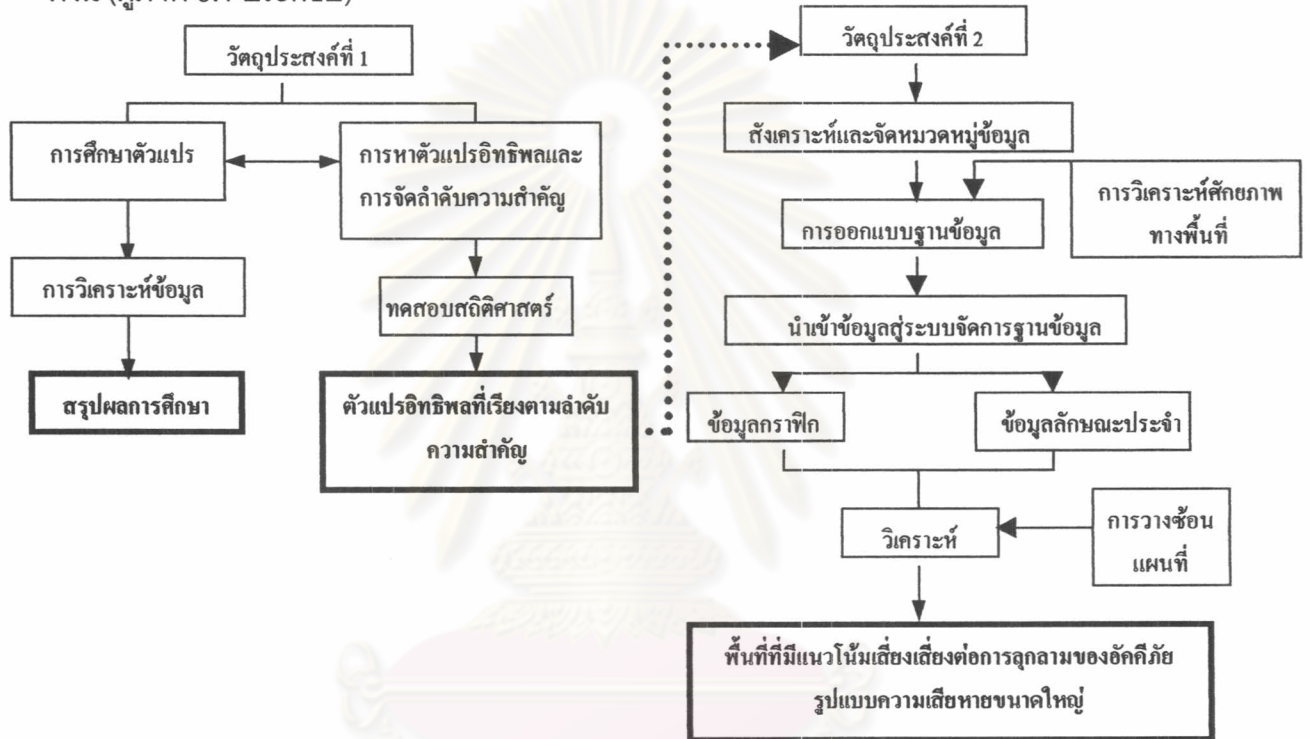 วัตถุประสงค์ที่ 1
การศึกษาตัวแปร
การหาตัวแปรอิทธิพลและ
การจัดลำดับความสำคัญ
การวิเคราะห์ข้อมูล
ทดสอบสถิติศาสตร์
สรุปผลการศึกษา
ตัวแปรอิทธิพลที่เรียงตามลำดับ
ความสำคัญ
วัตถุประสงค์ที่ 2
สังเคราะห์และจัดหมวดหมู่ข้อมูล
การวิเคราะห์ศักยภาพ
ทางพื้นที่
การออกแบบฐานข้อมูล
นำเข้าข้อมูลสู่ระบบจัดการฐานข้อมูล
ข้อมูลกราฟิก
ข้อมูลลักษณะประจำ
วิเคราะห์
การวางซ้อน
แผนที่
พื้นที่ที่มีแนวโน้มเสี่ยงเสี่ยงต่อการลุกลามของอัคคีภัย
รูปแบบความเสียหายขนาดใหญ่